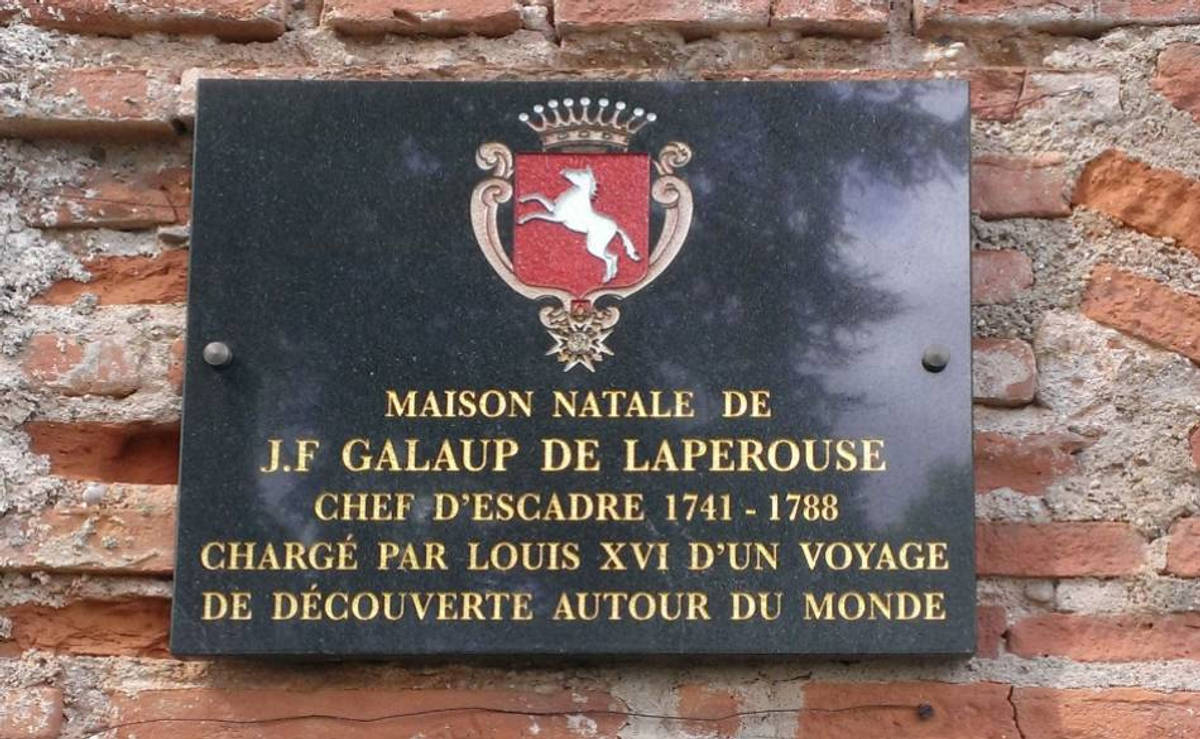 MAISON NATALE DE
J.F GALAUP DE LAPEROUSE
CHEF D'ESCADRE 1741 - 1788
CHARGÉ PAR LOUIS XVI D'UN VOYAGE
DE DÉCOUVERTE AUTOUR DU MONDE